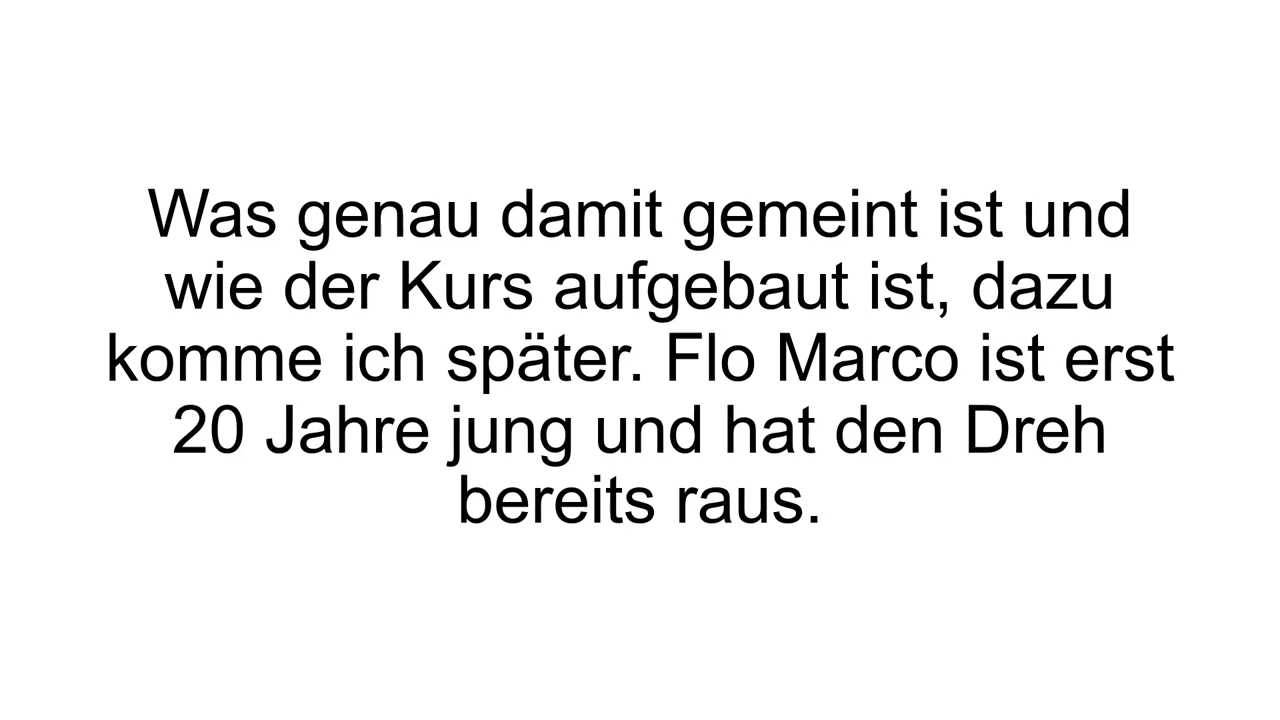 Was genau damit gemeint ist und
wie der Kurs aufgebaut ist, dazu
komme ich später. Flo Marco ist erst
20 Jahre jung und hat den Dreh
bereits raus.